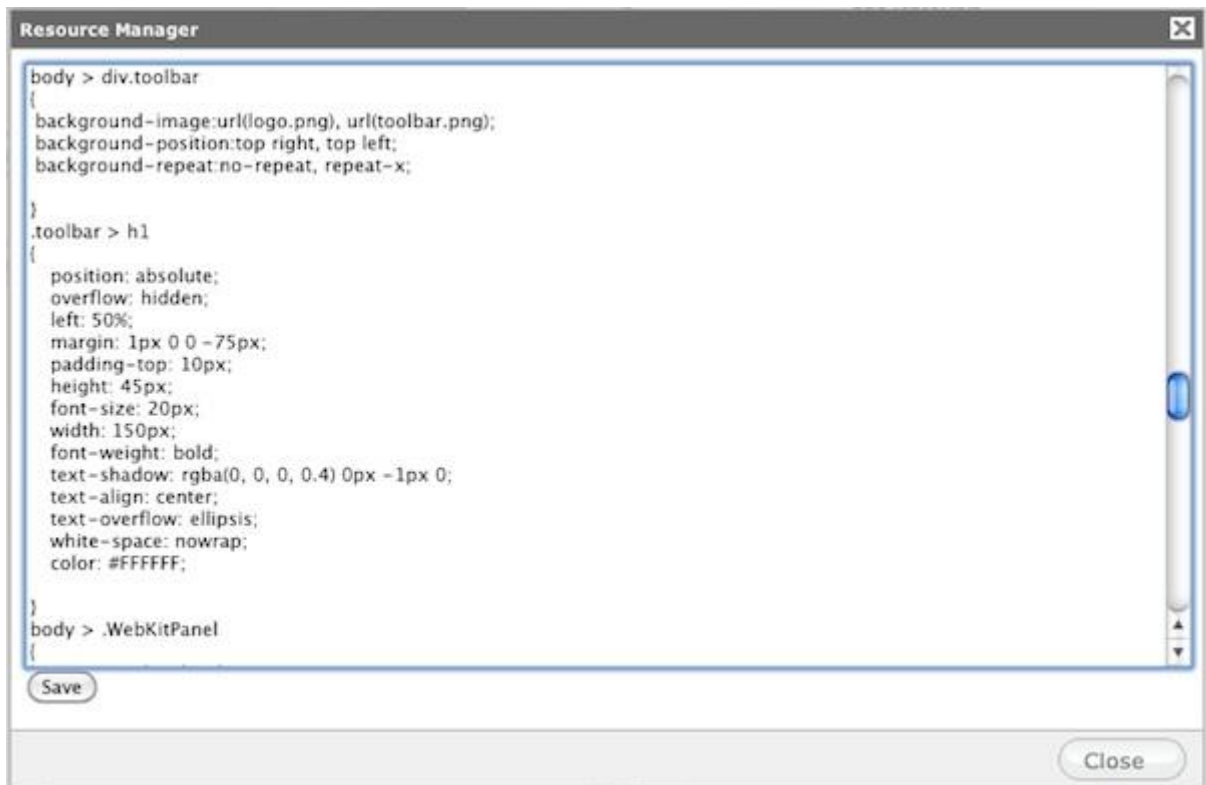 Resource Manager
body > div.toolbar
{
background-image:url(logo.png), url(toolbar.png);
background-position:top right, top left;
background-repeat:no-repeat, repeat-x;
}
.toolbar > h1
{
position: absolute;
overflow: hidden;
left: 50%;
margin: 1px 0 0 -75px;
padding-top: 10px;
height: 45px;
font-size: 20px;
width: 150px;
font-weight: bold;
text-shadow: rgba(0, 0, 0, 0.4) 0px -1px 0;
text-align: center;
text-overflow: ellipsis;
white-space: nowrap;
color: #FFFFFF;
}
body > .WebKitPanel
{
Save
Close